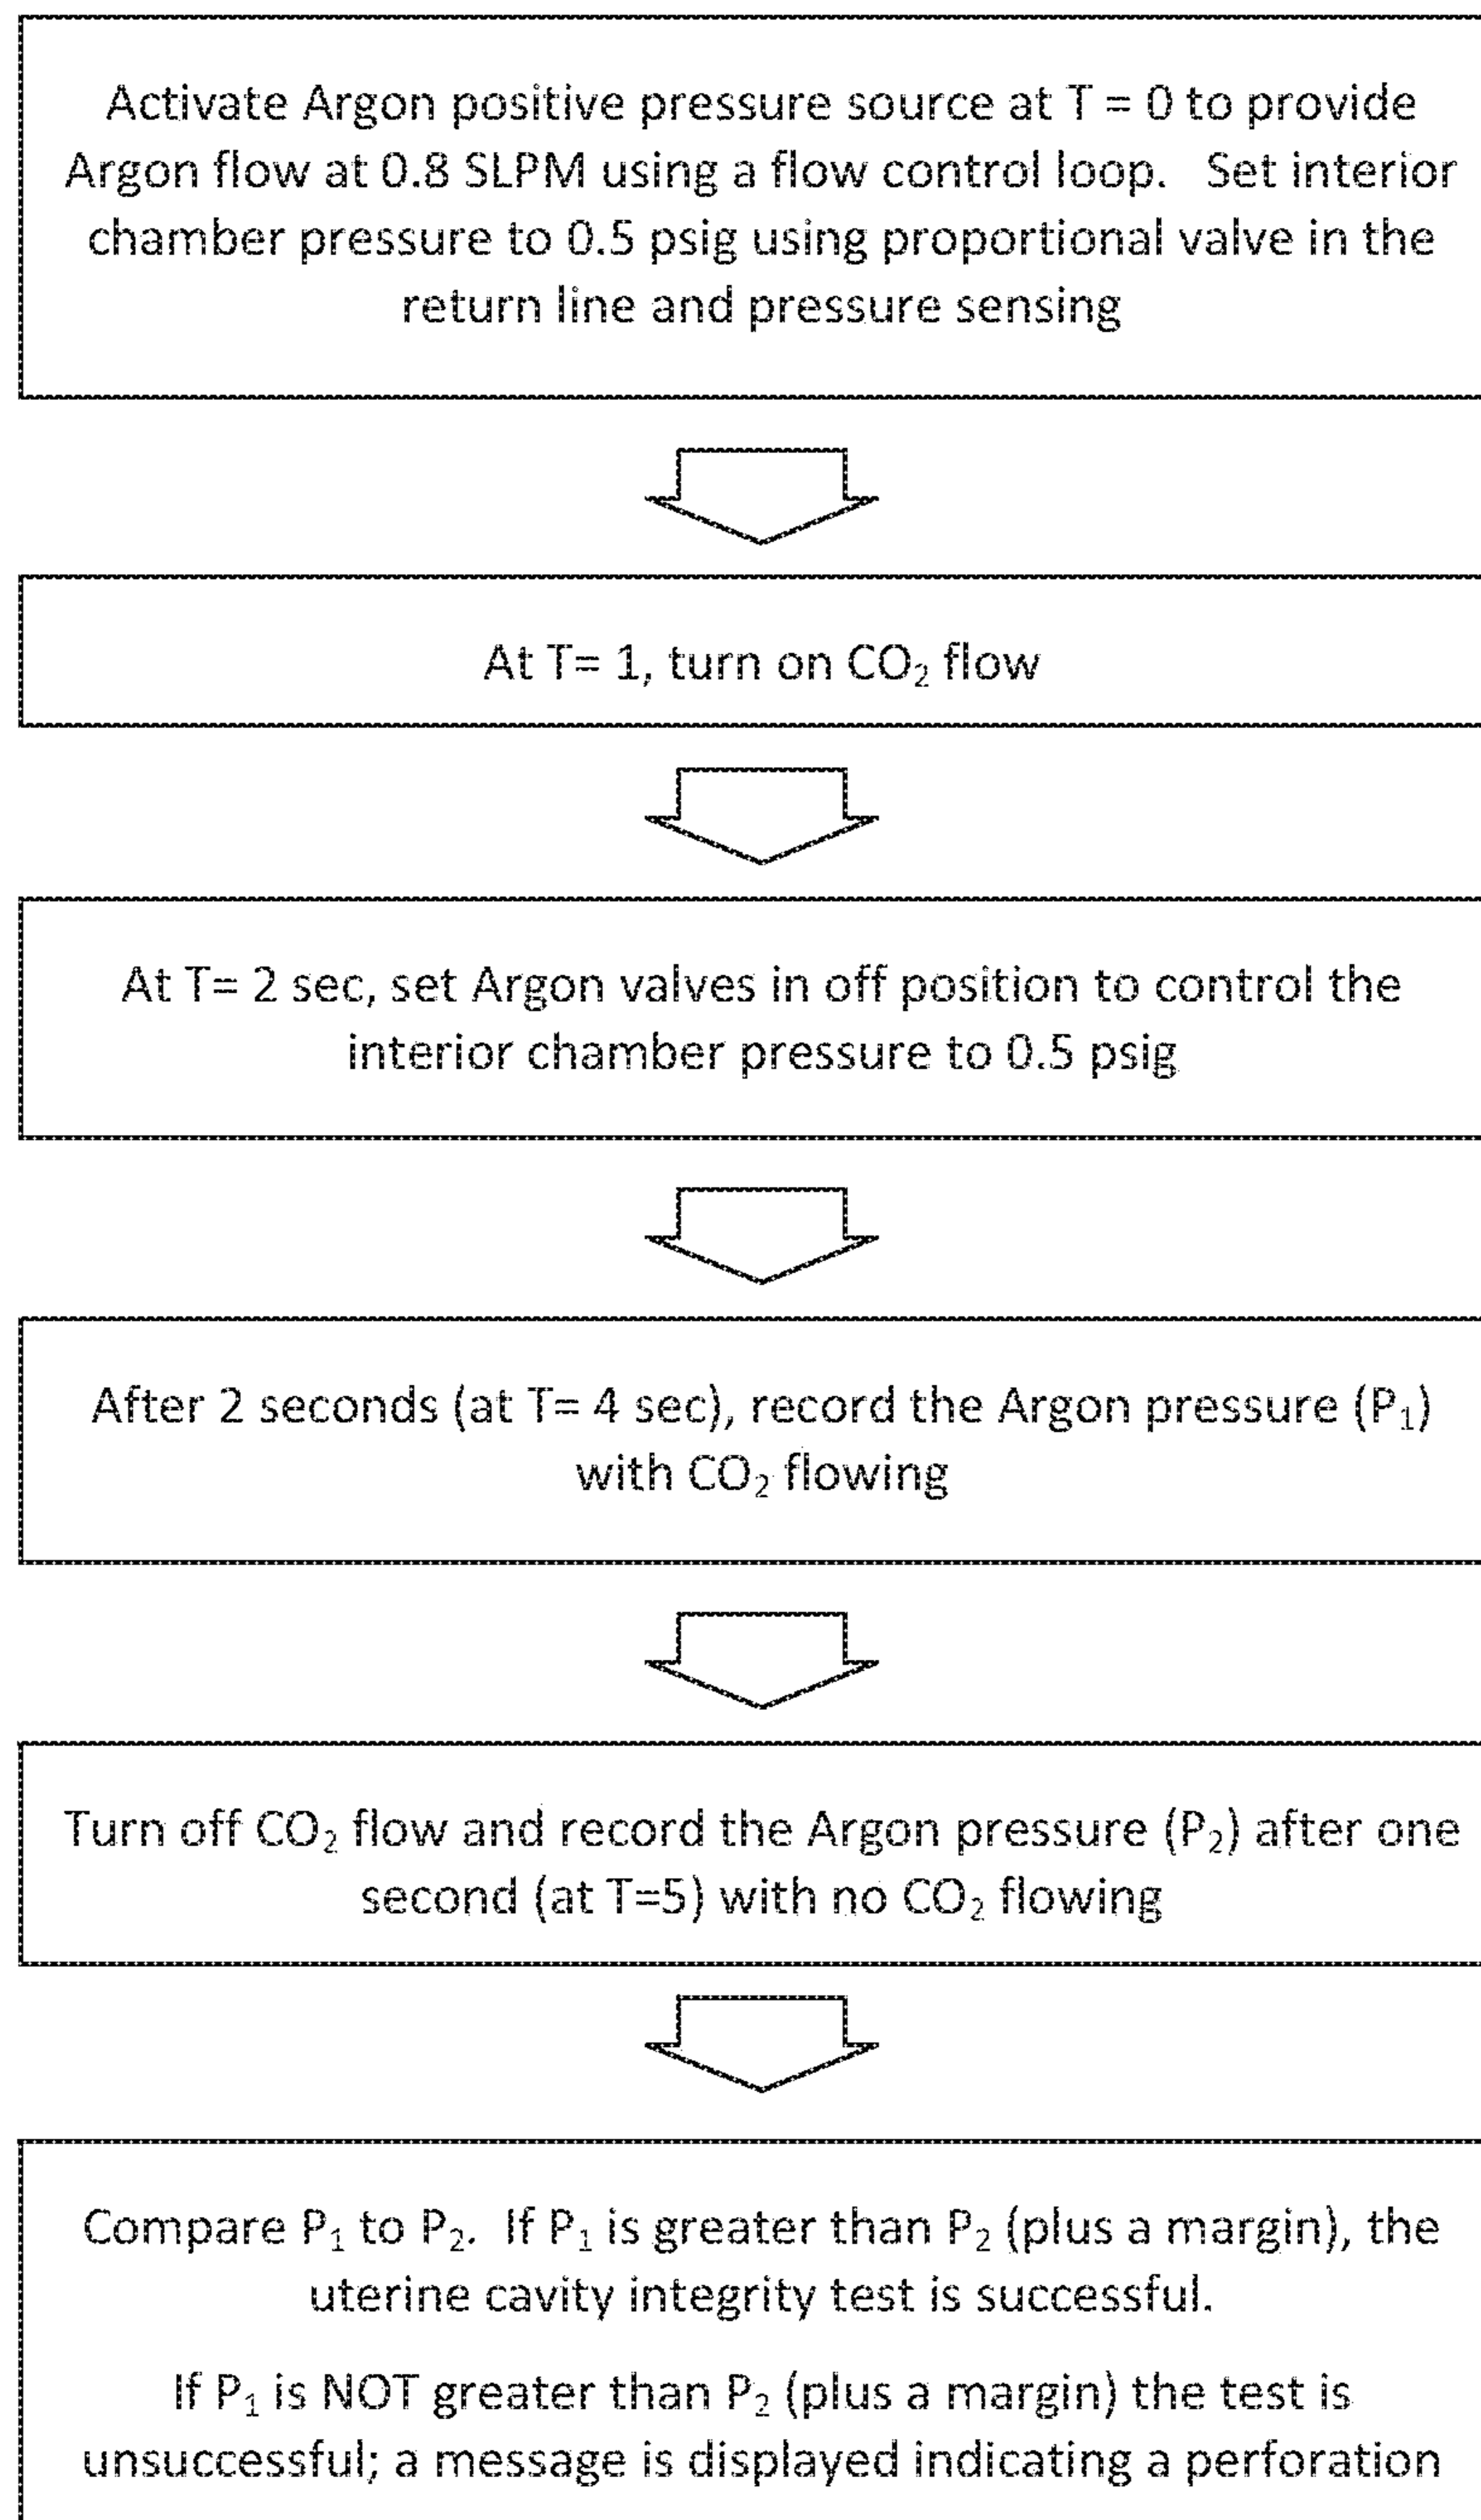 Activate Argon positive pressure source at T = 0 to provide
Argon flow at 0.8 SLPM using a flow control loop. Set interior
chamber pressure to 0.5 psig using proportional valve in the
return line and pressure sensing
At T= 1, turn on CO₂ flow
At T= 2 sec, set Argon valves in off position to control the
interior chamber pressure to 0.5 psig
After 2 seconds (at T= 4 sec), record the Argon pressure (P₁)
with CO₂ flowing
Turn off CO₂ flow and record the Argon pressure (P₂) after one
second (at T=5) with no CO₂ flowing
Compare P₁ to P₂. If P₁ is greater than P₂ (plus a margin), the
uterine cavity integrity test is successful.
If P₁ is NOT greater than P₂ (plus a margin) the test is
unsuccessful; a message is displayed indicating a perforation